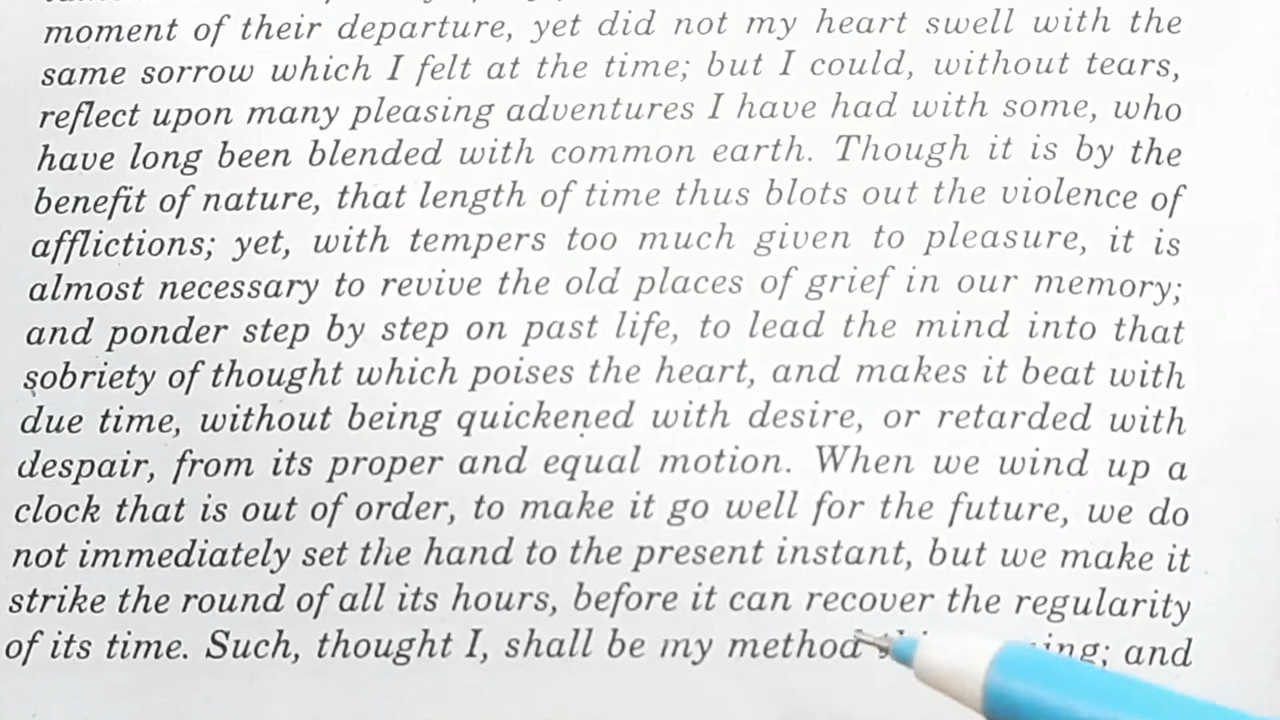 moment of their departure, yet did not my heart swell with the
same sorrow which I felt at the time; but I could, without tears,
reflect upon many pleasing adventures I have had with some, who
have long been blended with common earth. Though it is by the
benefit of nature, that length of time thus blots out the violence of
afflictions; yet, with tempers too much given to pleasure, it is
almost necessary to revive the old places of grief in our memory;
and ponder step by step on past life, to lead the mind into that
sobriety of thought which poises the heart, and makes it beat with
due time, without being quickened with desire, or retarded with
despair, from its proper and equal motion. When we wind up a
clock that is out of order, to make it go well for the future, we do
not immediately set the hand to the present instant, but we make it
strike the round of all its hours, before it can recover the regularity
of its time. Such, thought I, shall be my method and